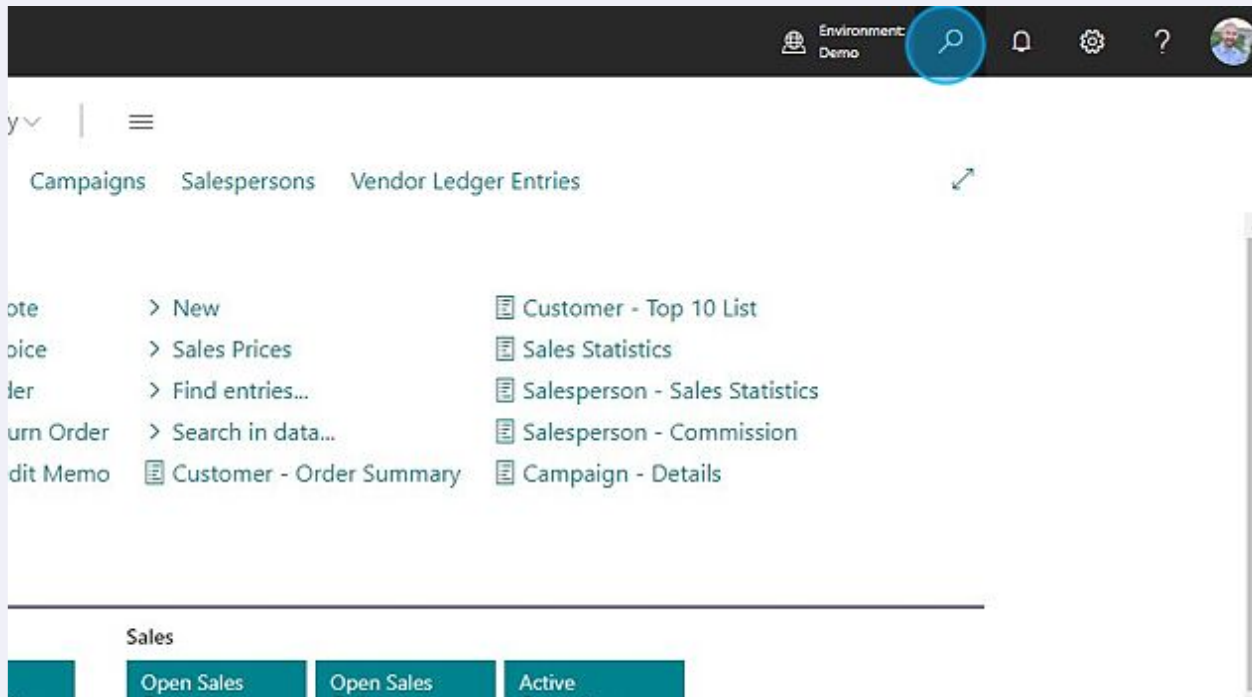 Environment:
Demo
y
Campaigns Salespersons Vendor Ledger Entries
ote > New Customer - Top 10 List
oice > Sales Prices Sales Statistics
der > Find entries... Salesperson - Sales Statistics
urn Order > Search in data... Salesperson - Commission
dit Memo Customer - Order Summary Campaign - Details
Sales
Open Sales Open Sales Active